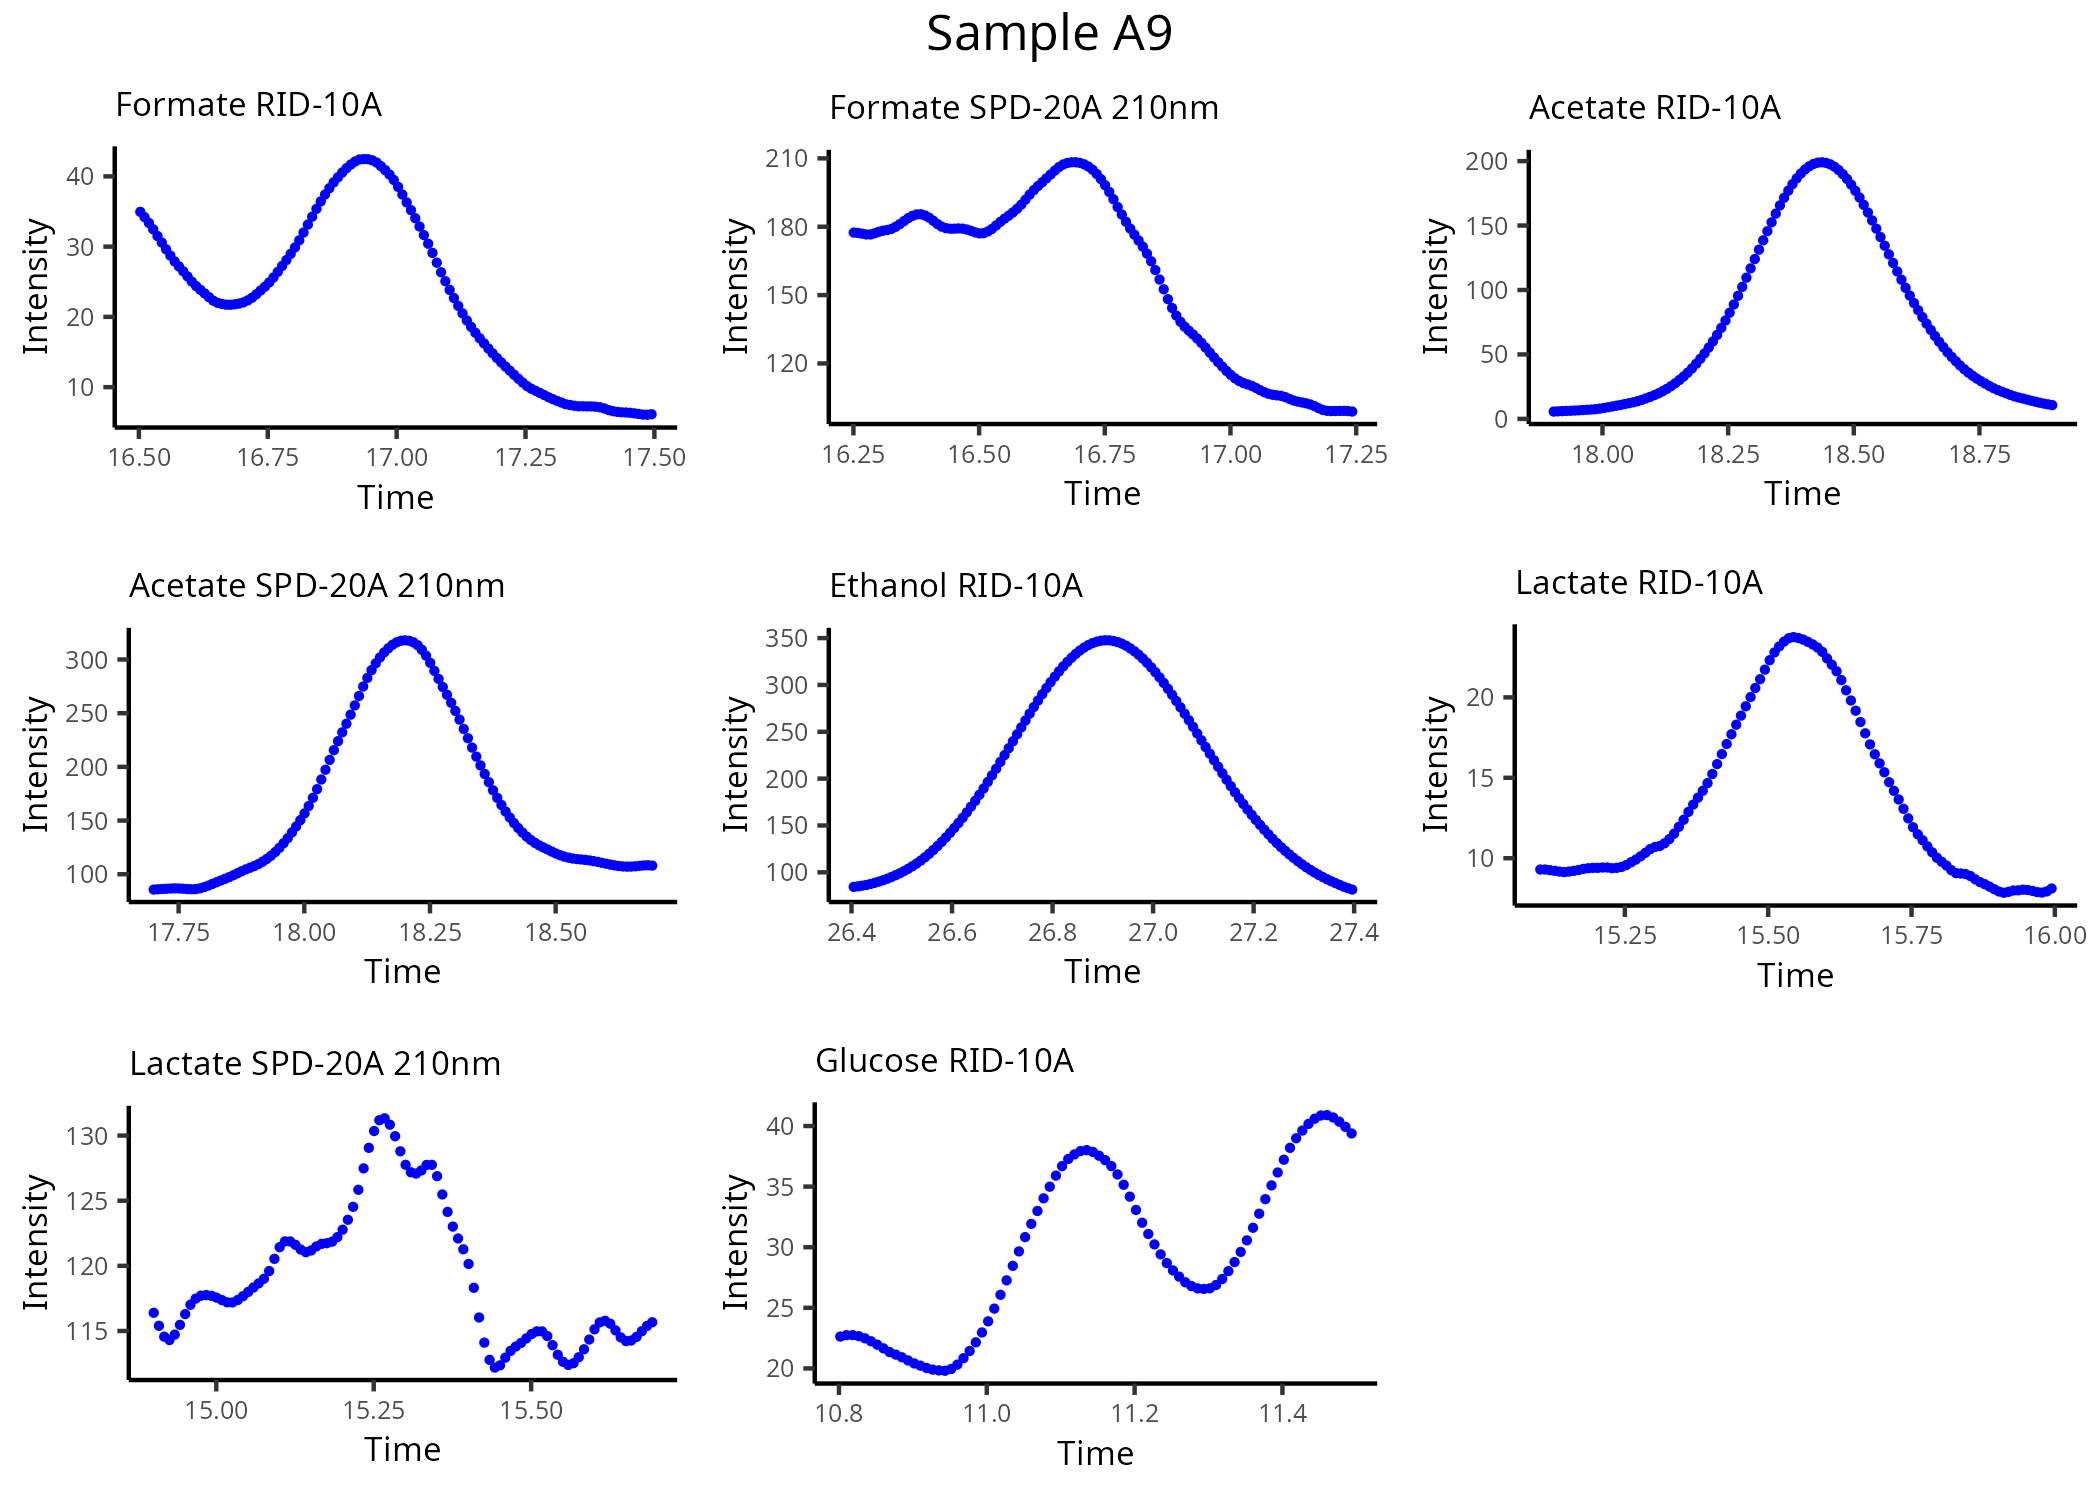 Sample A9
Formate RID-10A
Intensity
40
30
20
10
16.50 16.75 17.00 17.25 17.50
Time
Formate SPD-20A 210nm
Intensity
210
180
150
120
16.25 16.50 16.75 17.00 17.25
Time
Acetate RID-10A
Intensity
200
150
100
50
0
18.00 18.25 18.50 18.75
Time
Acetate SPD-20A 210nm
Intensity
300
250
200
150
100
17.75 18.00 18.25 18.50
Time
Ethanol RID-10A
Intensity
350
300
250
200
150
100
26.4 26.6 26.8 27.0 27.2 27.4
Time
Lactate RID-10A
Intensity
20
15
10
15.25 15.50 15.75 16.00
Time
Lactate SPD-20A 210nm
Intensity
130
125
120
115
15.00 15.25 15.50
Time
Glucose RID-10A
Intensity
40
35
30
25
20
10.8 11.0 11.2 11.4
Time